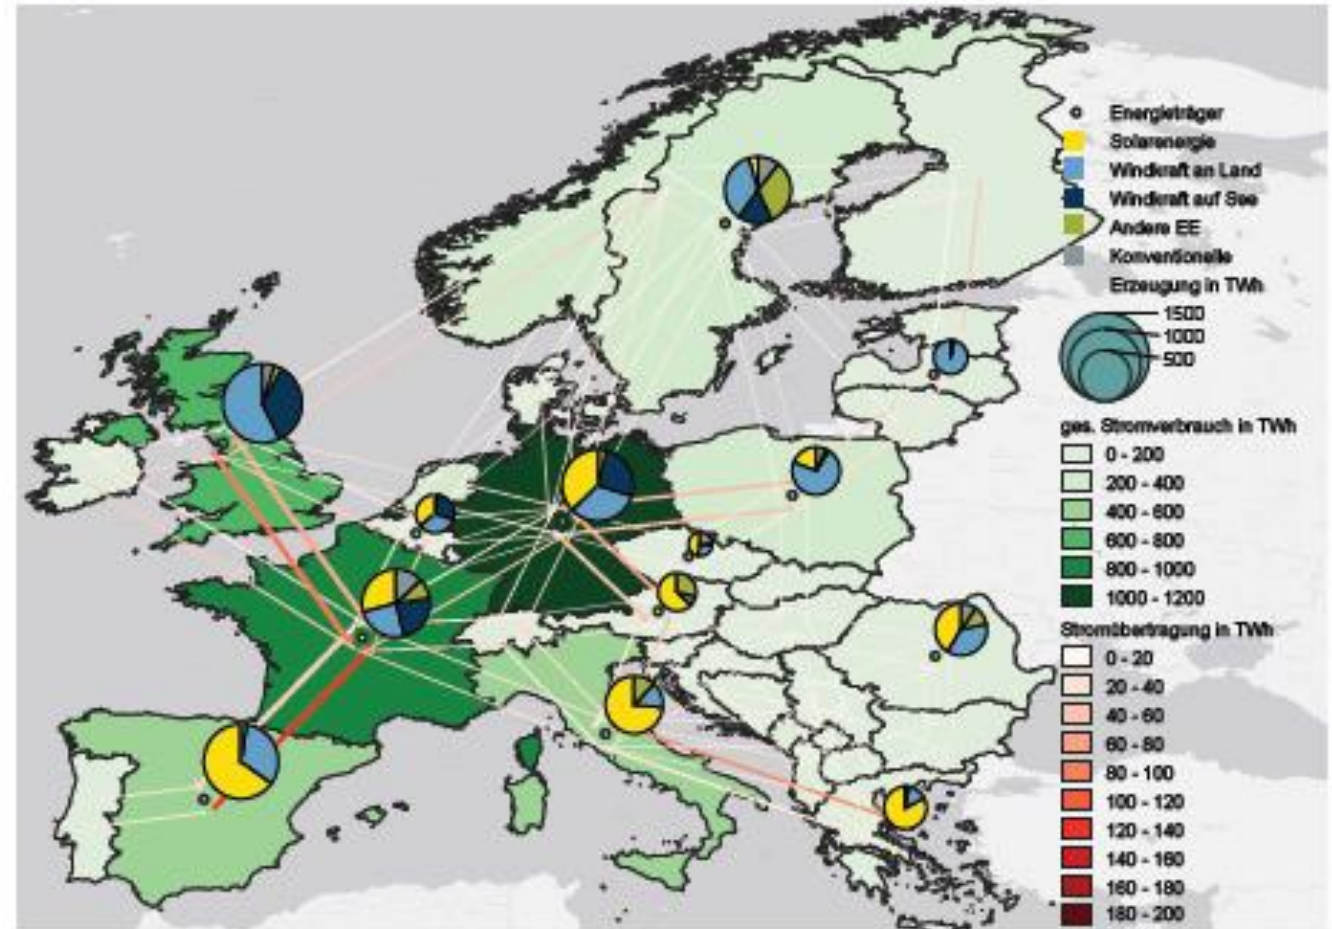 Energieträger
Solarenergie
Windkraft an Land
Windkraft auf See
Andere EE
Konventionelle
Erzeugung in TWh
1500
1000
500
ges. Stromverbrauch in TWh
0 - 200
200 - 400
400 - 600
600 - 800
800 - 1000
1000 - 1200
Stromübertragung in TWh
0 - 20
20 - 40
40 - 60
60 - 80
80 - 100
100 - 120
120 - 140
140 - 160
160 - 180
180 - 200